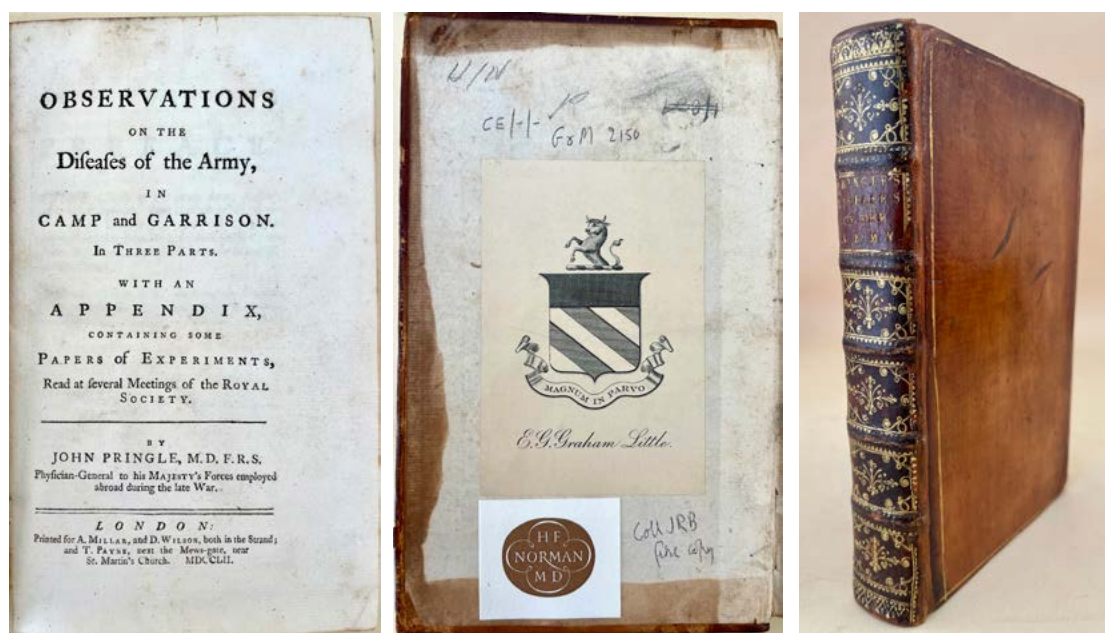 OBSERVATIONS
ON THE
Diſeaſes of the Army,
IN
CAMP and GARRISON.
In THREE PARTS.
WITH AN
APPENDIX,
CONTAINING SOME
PAPERS of EXPERIMENTS,
Read at ſeveral Meetings of the ROYAL
SOCIETY.
BY
JOHN PRINGLE, M.D. F.R.S.
Phyſician-General to his MAJESTY's Forces employed
abroad during the late War.
LONDON:
Printed for A. MILLAR, and D. WILSON, both in the Strand;
and T. PAYNE, next the Mews-gate, near
St. Martin's Church. MDCCLII.
CE/-/-
G&M 2150
MAGNUM IN PARVO
E.G. Graham Little.
H F
NORMAN
M D
Coll JRB
fine copy
ARMY